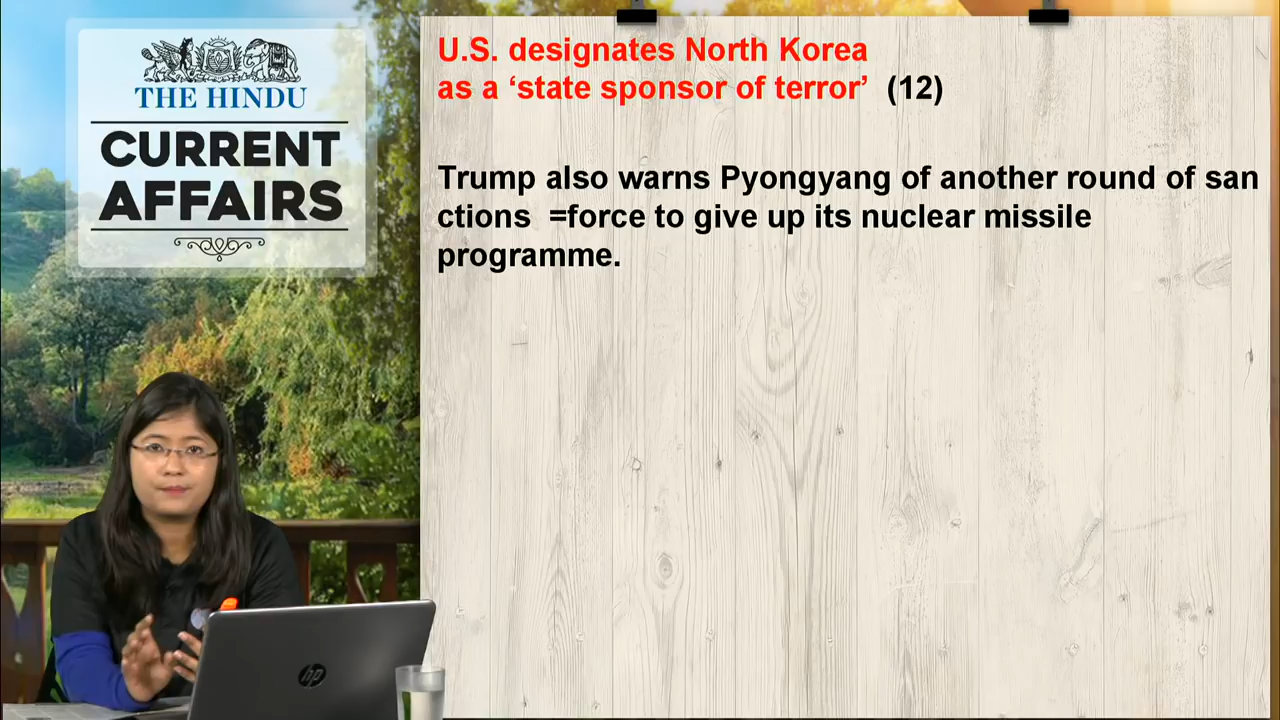 THE HINDU
CURRENT
AFFAIRS
U.S. designates North Korea
as a ‘state sponsor of terror’ (12)
Trump also warns Pyongyang of another round of san
ctions =force to give up its nuclear missile
programme.
hp